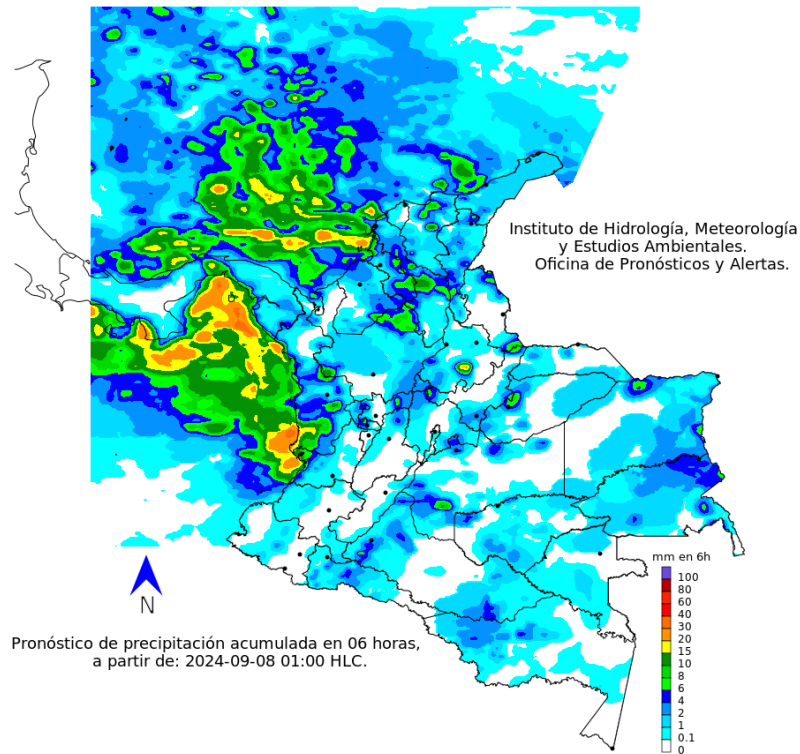 Instituto de Hidrología, Meteorología
y Estudios Ambientales.
Oficina de Pronósticos y Alertas.
N
Pronóstico de precipitación acumulada en 06 horas,
a partir de: 2024-09-08 01:00 HLC.
mm en 6h
100
80
60
40
30
20
15
10
8
6
4
2
1
0.1
0